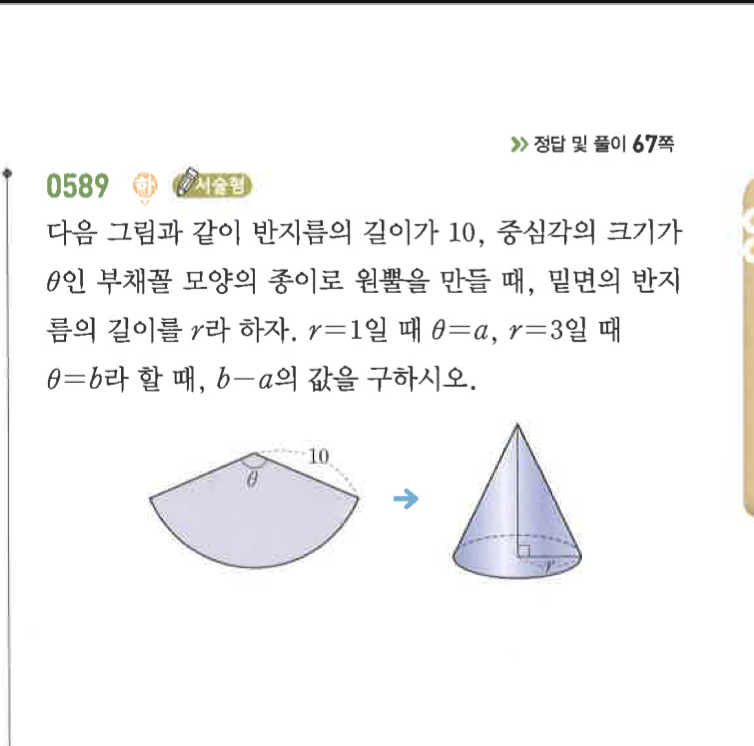 정답 및 풀이 67쪽
0589 하 서술형
다음 그림과 같이 반지름의 길이가 10, 중심각의 크기가
θ인 부채꼴 모양의 종이로 원뿔을 만들 때, 밑면의 반지
름의 길이를 r라 하자. r=1일 때 θ=a, r=3일 때
θ=b라 할 때, b-a의 값을 구하시오.
10
θ
r